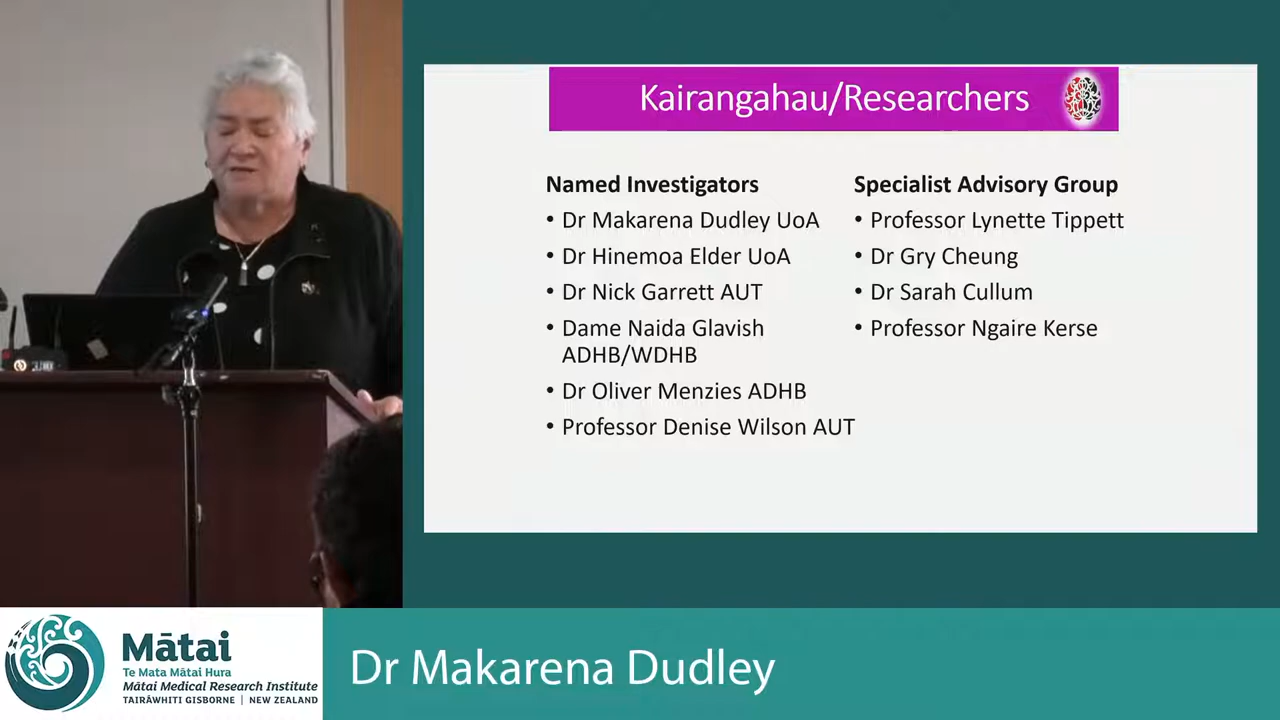 Kairangahau/Researchers
Named Investigators
• Dr Makarena Dudley UoA
• Dr Hinemoa Elder UoA
• Dr Nick Garrett AUT
• Dame Naida Glavish
ADHB/WDHB
• Dr Oliver Menzies ADHB
• Professor Denise Wilson AUT
Specialist Advisory Group
• Professor Lynette Tippett
• Dr Gry Cheung
• Dr Sarah Cullum
• Professor Ngaire Kerse
Mātai
Te Mata Mātai Hura
Mātai Medical Research Institute
TAIRĀWHITI GISBORNE | NEW ZEALAND
Dr Makarena Dudley